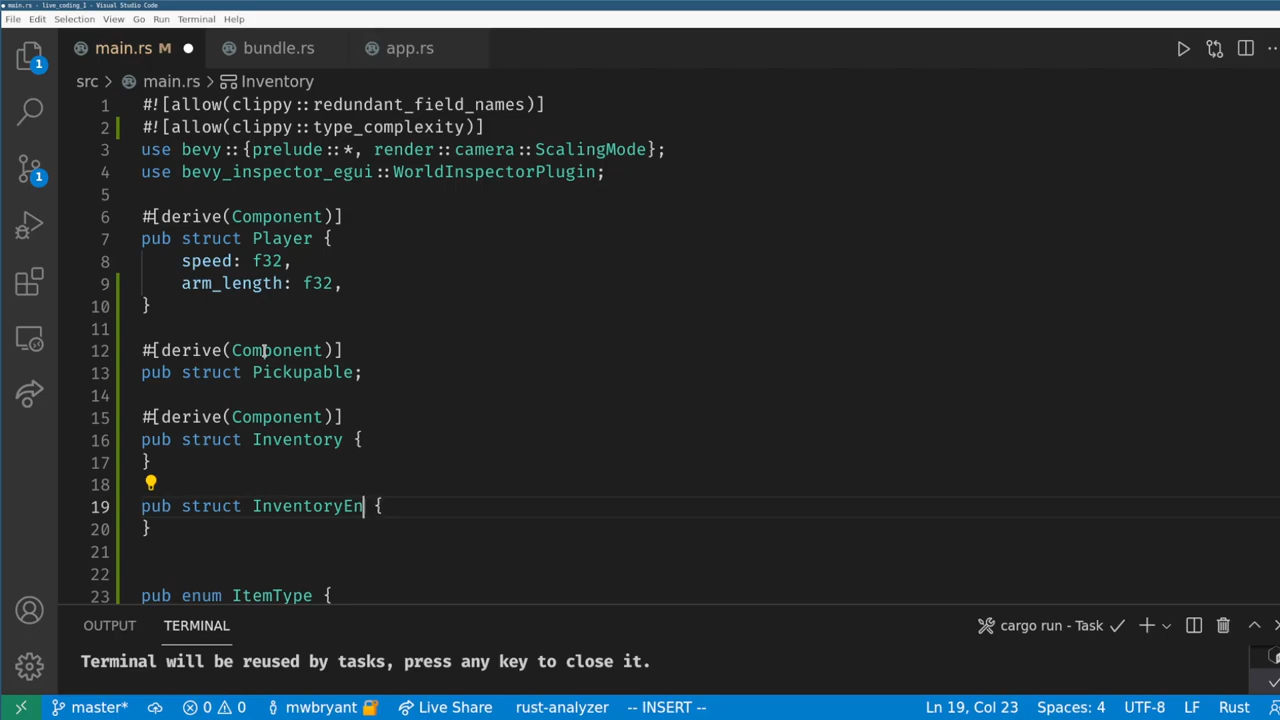 main.rs - live_coding_1 - Visual Studio Code
File Edit Selection View Go Run Terminal Help
main.rs M bundle.rs app.rs
src > main.rs > Inventory
1 #![allow(clippy::redundant_field_names)]
2 #![allow(clippy::type_complexity)]
3 use bevy::{prelude::*, render::camera::ScalingMode};
4 use bevy_inspector_egui::WorldInspectorPlugin;
5
6 #[derive(Component)]
7 pub struct Player {
8 speed: f32,
9 arm_length: f32,
10 }
11
12 #[derive(Component)]
13 pub struct Pickupable;
14
15 #[derive(Component)]
16 pub struct Inventory {
17 }
18
19 pub struct InventoryEn {
20 }
21
22
23 pub enum ItemType {
1
1
OUTPUT TERMINAL cargo run - Task
Terminal will be reused by tasks, press any key to close it.
master* 0 0 mwbryant Live Share rust-analyzer -- INSERT -- Ln 19, Col 23 Spaces: 4 UTF-8 LF Rust